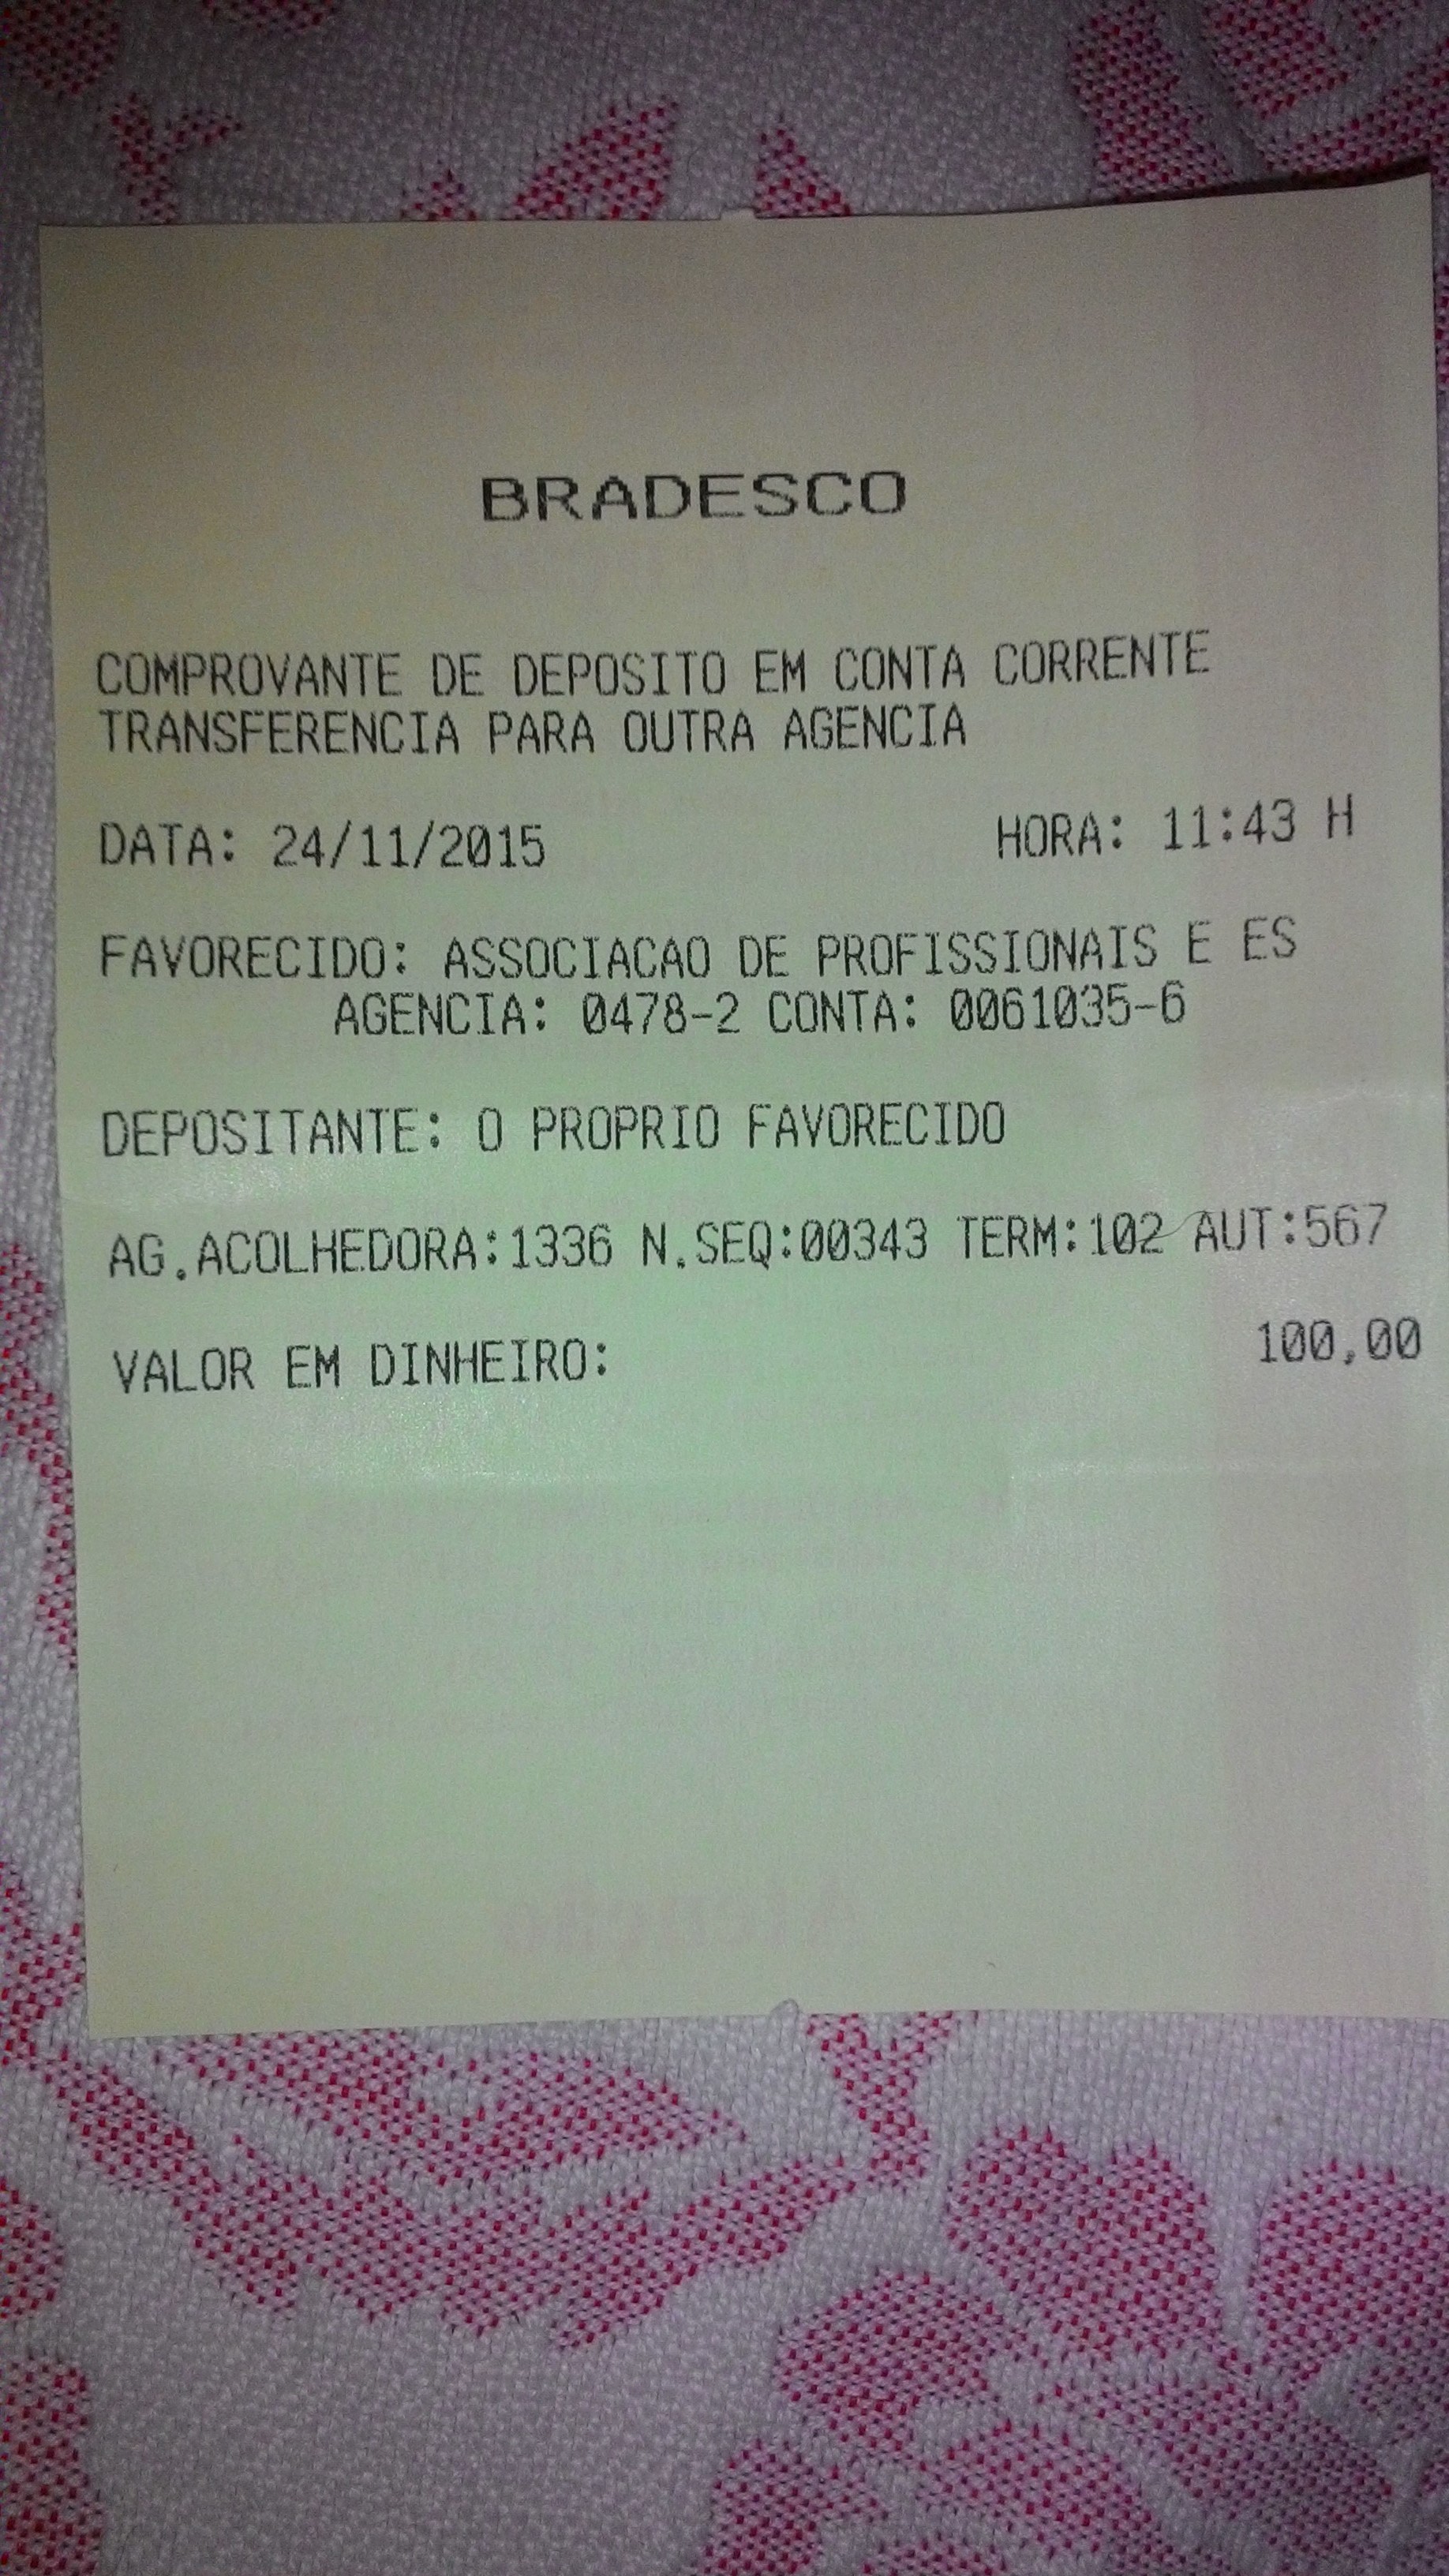 BRADESCO
COMPROVANTE DE DEPOSITO EM CONTA CORRENTE
TRANSFERENCIA PARA OUTRA AGENCIA
DATA: 24/11/2015 HORA: 11:43 H
FAVORECIDO: ASSOCIACAO DE PROFISSIONAIS E ES
AGENCIA: 0478-2 CONTA: 0061035-6
DEPOSITANTE: O PROPRIO FAVORECIDO
AG.ACOLHEDORA:1336 N.SEQ:00343 TERM:102 AUT:567
VALOR EM DINHEIRO: 100,00